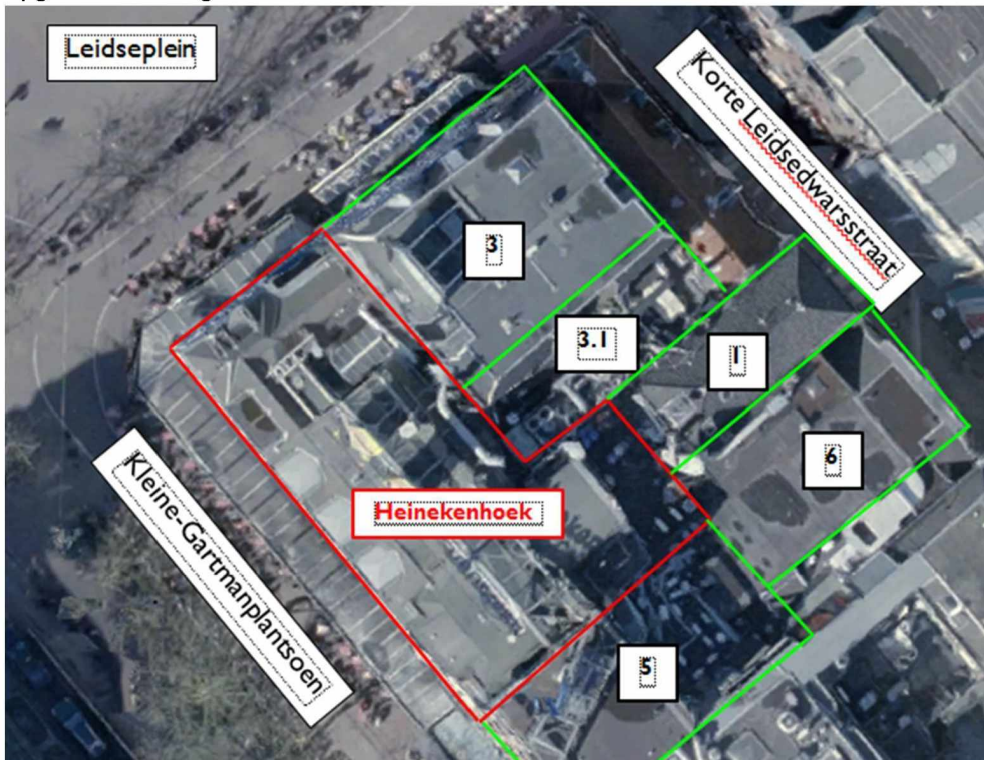 Leidseplein
Korte Leidsedwarsstraat
3
3.1
1
6
Heinekenhoek
Kleine-Gartmanplantsoen
5